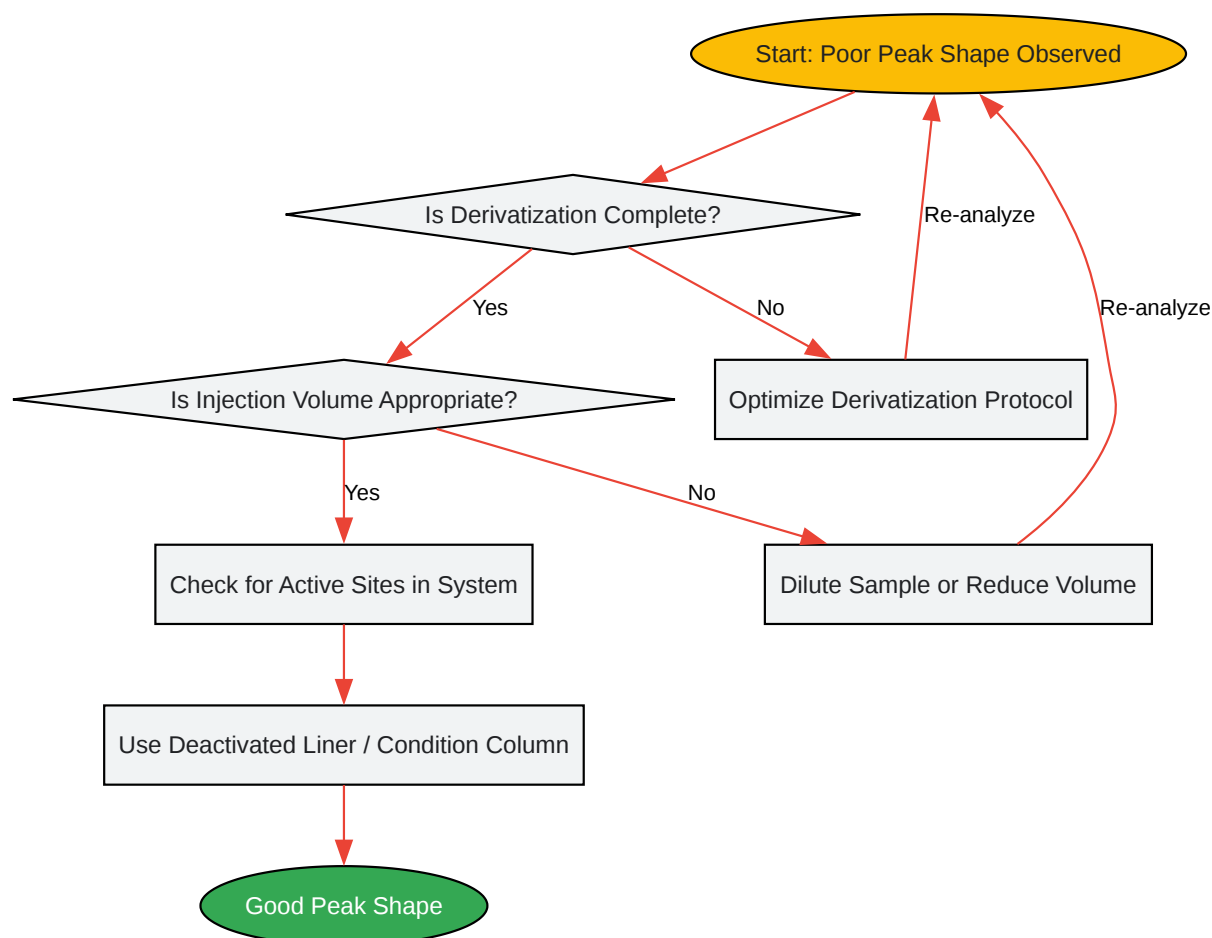 Start: Poor Peak Shape Observed
Is Derivatization Complete?
Re-analyze
Yes
No
Re-analyze
Is Injection Volume Appropriate?
Optimize Derivatization Protocol
Yes
No
Check for Active Sites in System
Dilute Sample or Reduce Volume
Use Deactivated Liner / Condition Column
Good Peak Shape